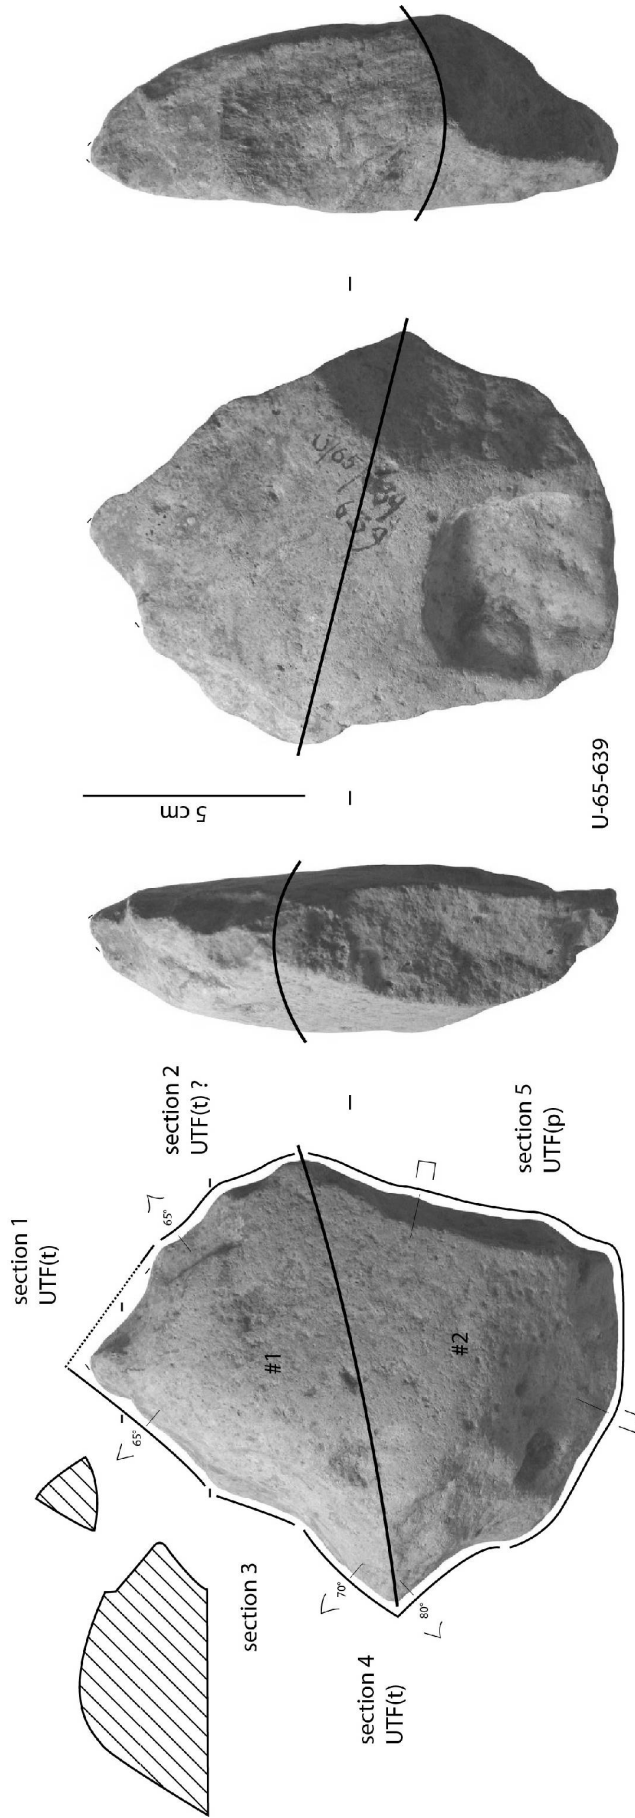 section 1
UTF(t)
section 2
UTF(t) ?
65°
65°
#1
section 3
70°
80°
section 4
UTF(t)
#2
section 5
UTF(p)
5 cm
U-65-639
639